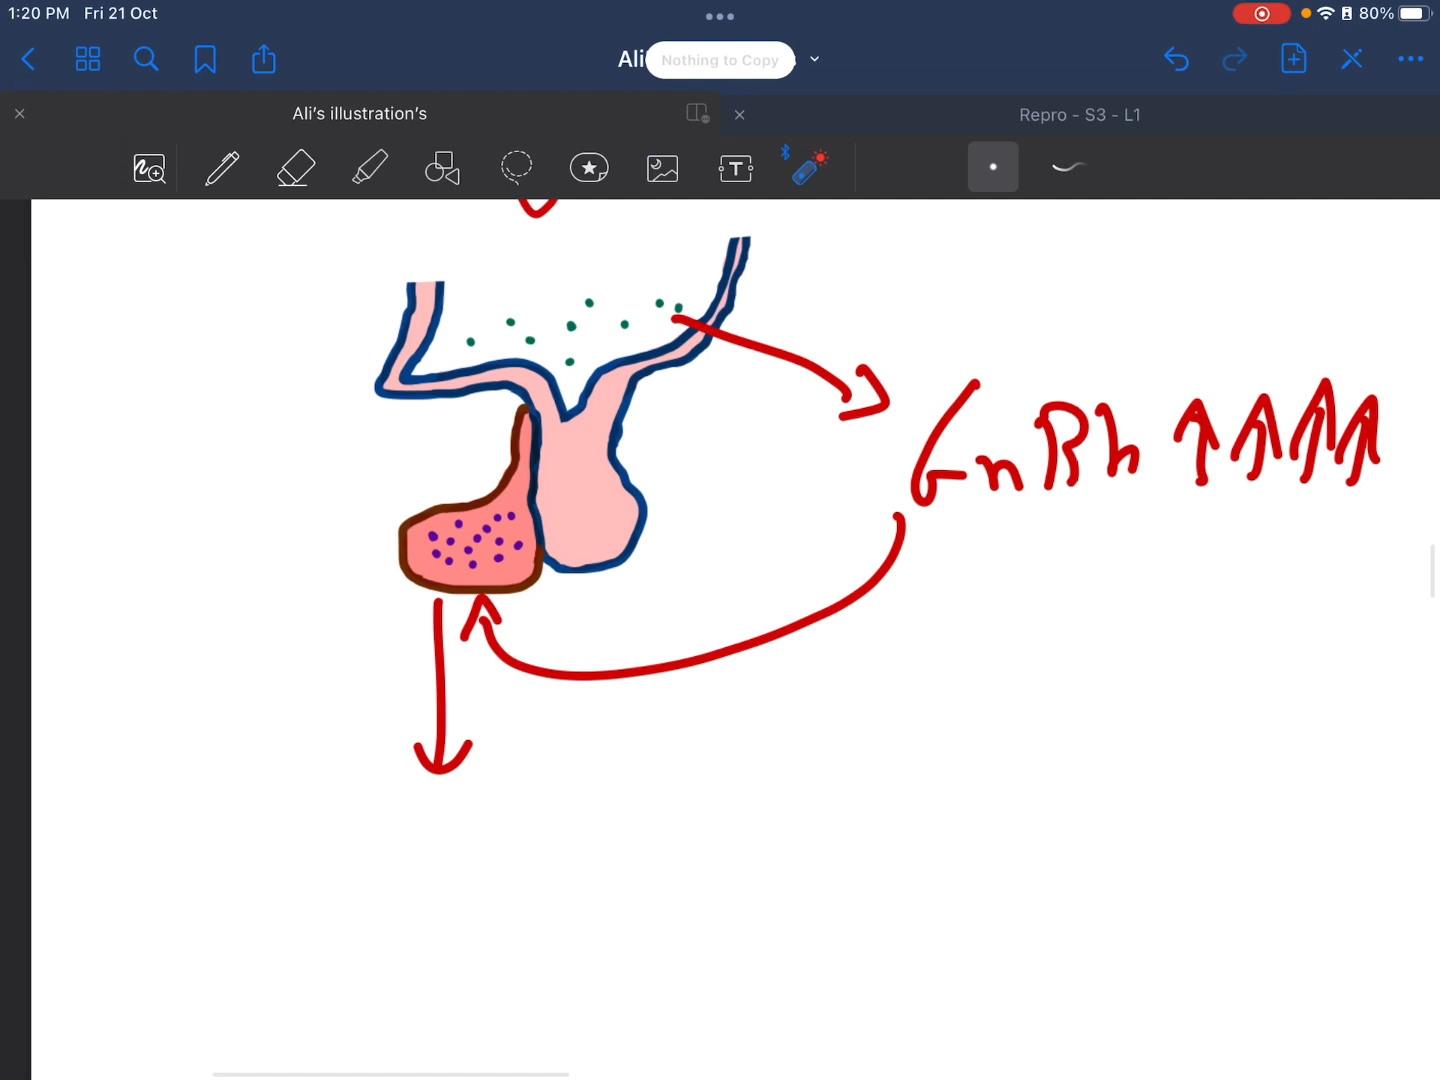 1:20 PM Fri 21 Oct
80%
Ali
Nothing to Copy
Ali's illustration's
Repro - S3 - L1
T
GnRh ↑↑↑↑